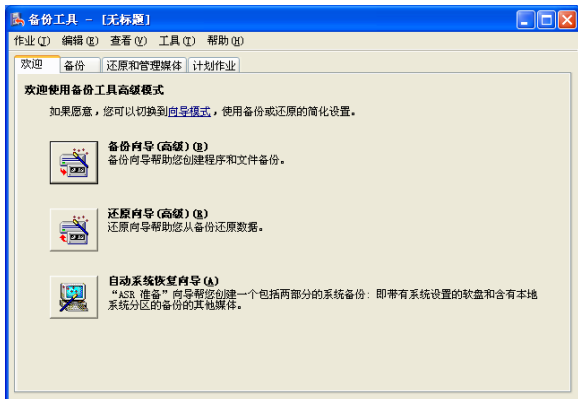 备份工具 - [无标题]
作业(J) 编辑(E) 查看(V) 工具(T) 帮助(H)
欢迎 备份 还原和管理媒体 计划作业
欢迎使用备份工具高级模式
如果愿意，您可以切换到向导模式，使用备份或还原的简化设置。
备份向导(高级)(B)
备份向导帮助您创建程序和文件备份。
还原向导(高级)(R)
还原向导帮助您从备份还原数据。
自动系统恢复向导(A)
“ASR 准备”向导帮您创建一个包括两部分的系统备份: 即带有系统设置的软盘和含有本地
系统分区的备份的其他媒体。